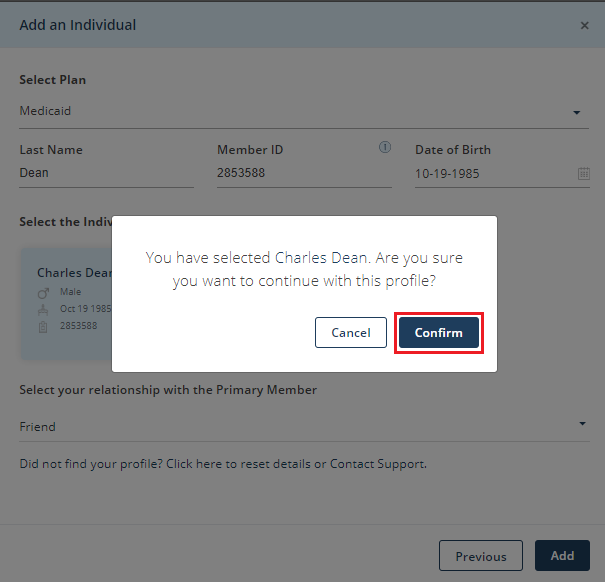 Add an Individual
×
Select Plan
Medicaid
Last Name Member ID Date of Birth
Dean 2853588 10-19-1985
Select the Indiv
Charles Dean
Male
Oct 19 1985
2853588
You have selected Charles Dean. Are you sure
you want to continue with this profile?
Cancel Confirm
Select your relationship with the Primary Member
Friend
Did not find your profile? Click here to reset details or Contact Support.
Previous Add